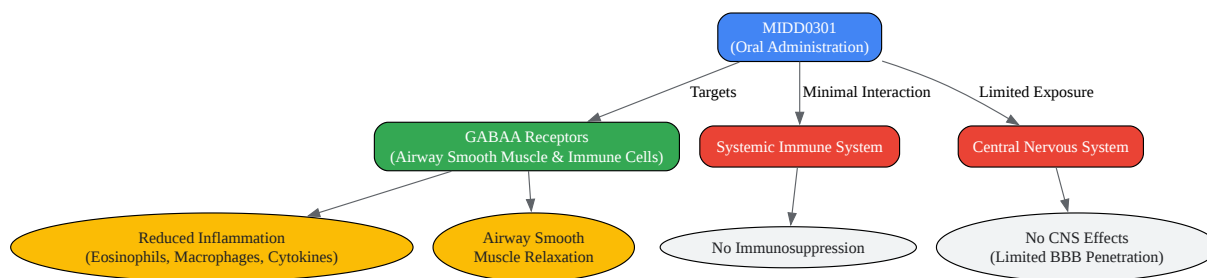 MIDD0301
(Oral Administration)
Targets
Minimal Interaction
Limited Exposure
GABAA Receptors
(Airway Smooth Muscle & Immune Cells)
Systemic Immune System
Central Nervous System
Reduced Inflammation
(Eosinophils, Macrophages, Cytokines)
Airway Smooth
Muscle Relaxation
No Immunosuppression
No CNS Effects
(Limited BBB Penetration)